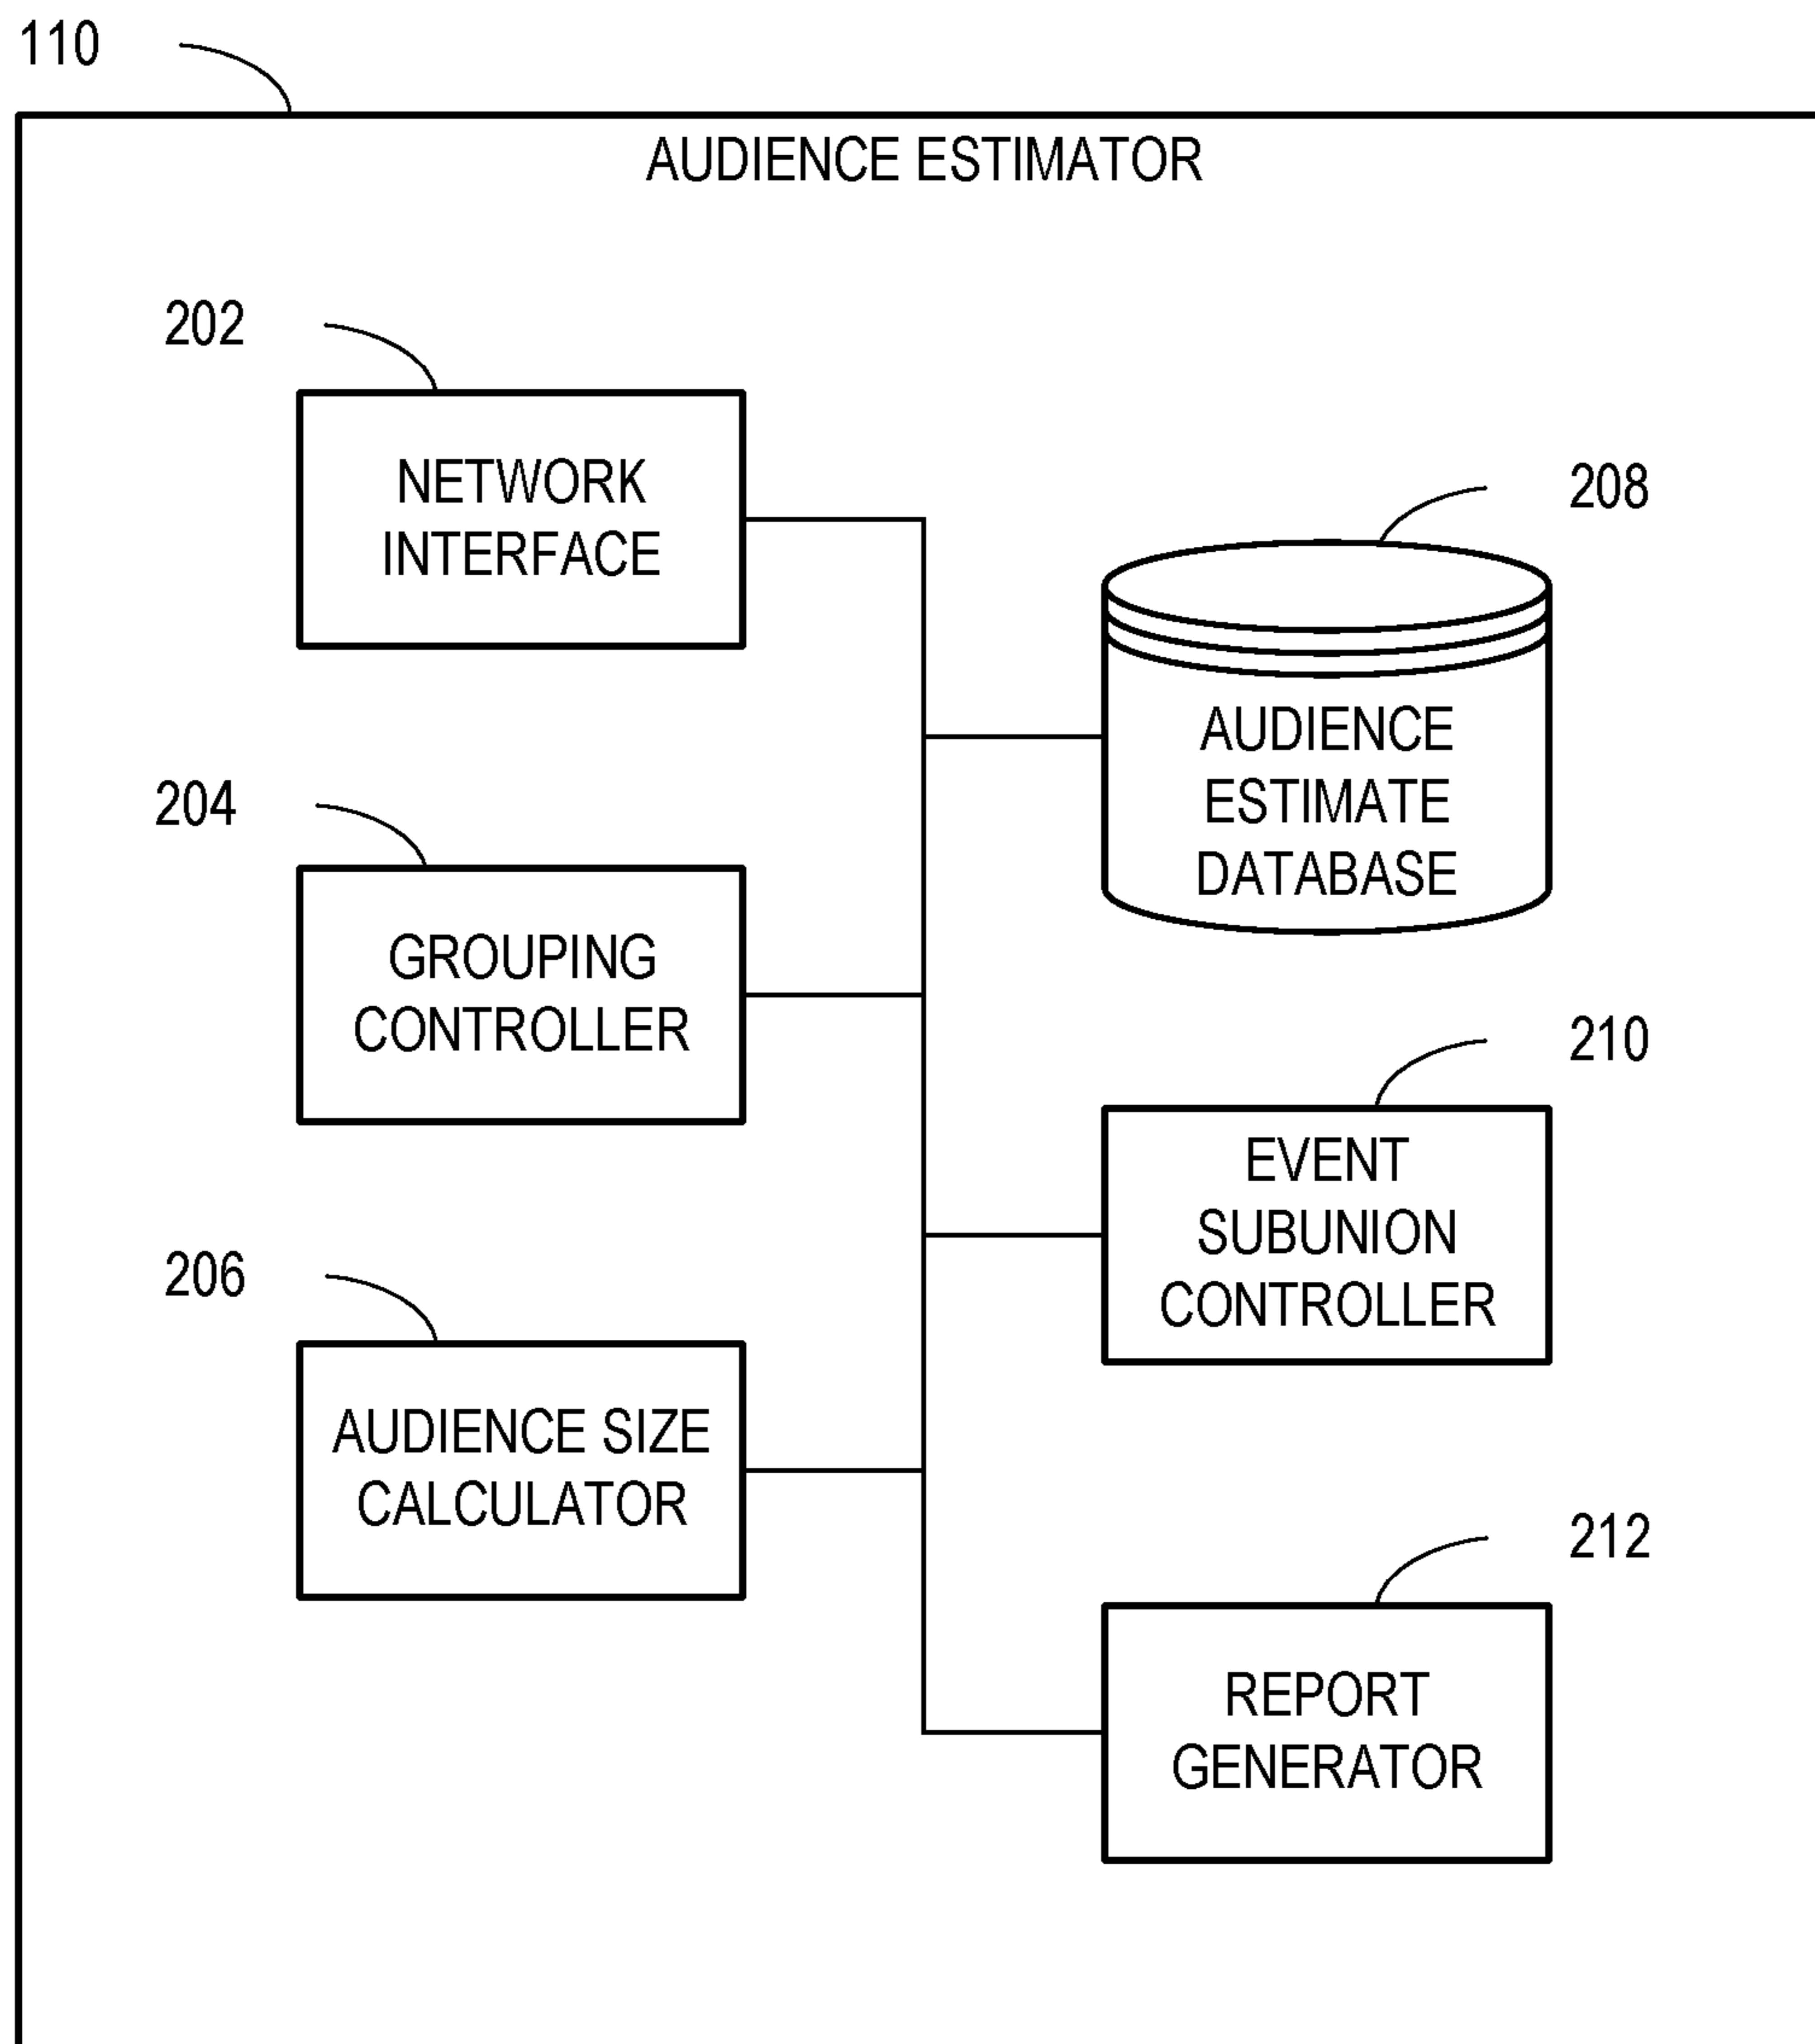 110
AUDIENCE ESTIMATOR
202
NETWORK
INTERFACE
204
GROUPING
CONTROLLER
206
AUDIENCE SIZE
CALCULATOR
208
AUDIENCE
ESTIMATE
DATABASE
210
EVENT
SUBUNION
CONTROLLER
212
REPORT
GENERATOR